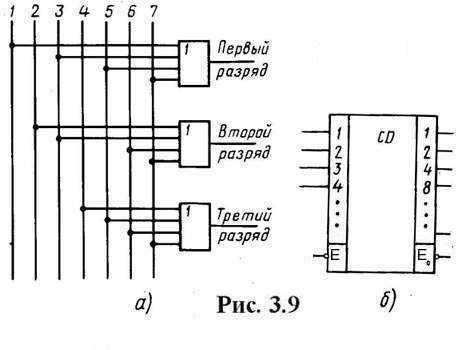 1 2 3 4 5 6 7
1 Первый
разряд
1 Второй
разряд
1 Третий
разряд
CD
1 1
2 2
3 4
4 8
E E₀
а) Рис. 3.9 б)